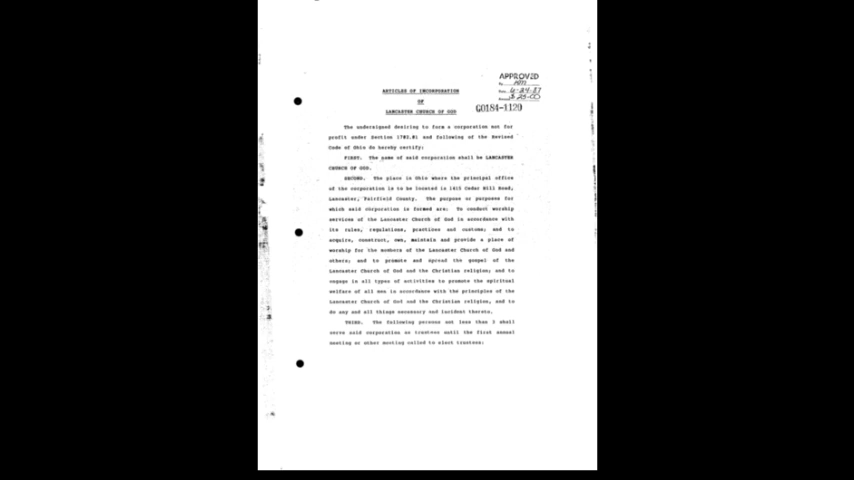 APPROVED
By
Date 6-24-87
Amount $25.00
G0184-1120
ARTICLES OF INCORPORATION
OF
LANCASTER CHURCH OF GOD
The undersigned desiring to form a corporation not for
profit under Section 1702.01 and following of the Revised
Code of Ohio do hereby certify:
FIRST. The name of said corporation shall be LANCASTER
CHURCH OF GOD.
SECOND. The place in Ohio where the principal office
of the corporation is to be located is 1415 Cedar Hill Road,
Lancaster, Fairfield County. The purpose or purposes for
which said corporation is formed are: To conduct worship
services of the Lancaster Church of God in accordance with
its rules, regulations, practices and customs; and to
acquire, construct, own, maintain and provide a place of
worship for the members of the Lancaster Church of God and
others; and to promote and spread the gospel of the
Lancaster Church of God and the Christian religion; and to
engage in all types of activities to promote the spiritual
welfare of all men in accordance with the principles of the
Lancaster Church of God and the Christian religion, and to
do any and all things necessary and incident thereto.
THIRD. The following persons not less than 3 shall
serve said corporation as trustees until the first annual
meeting or other meeting called to elect trustees: